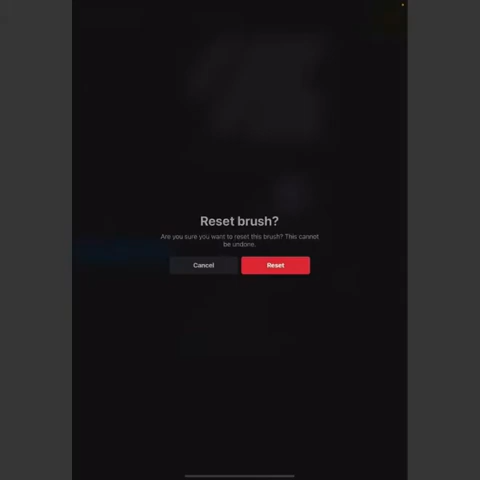 Reset brush?
Are you sure you want to reset this brush? This cannot
be undone.
Cancel
Reset